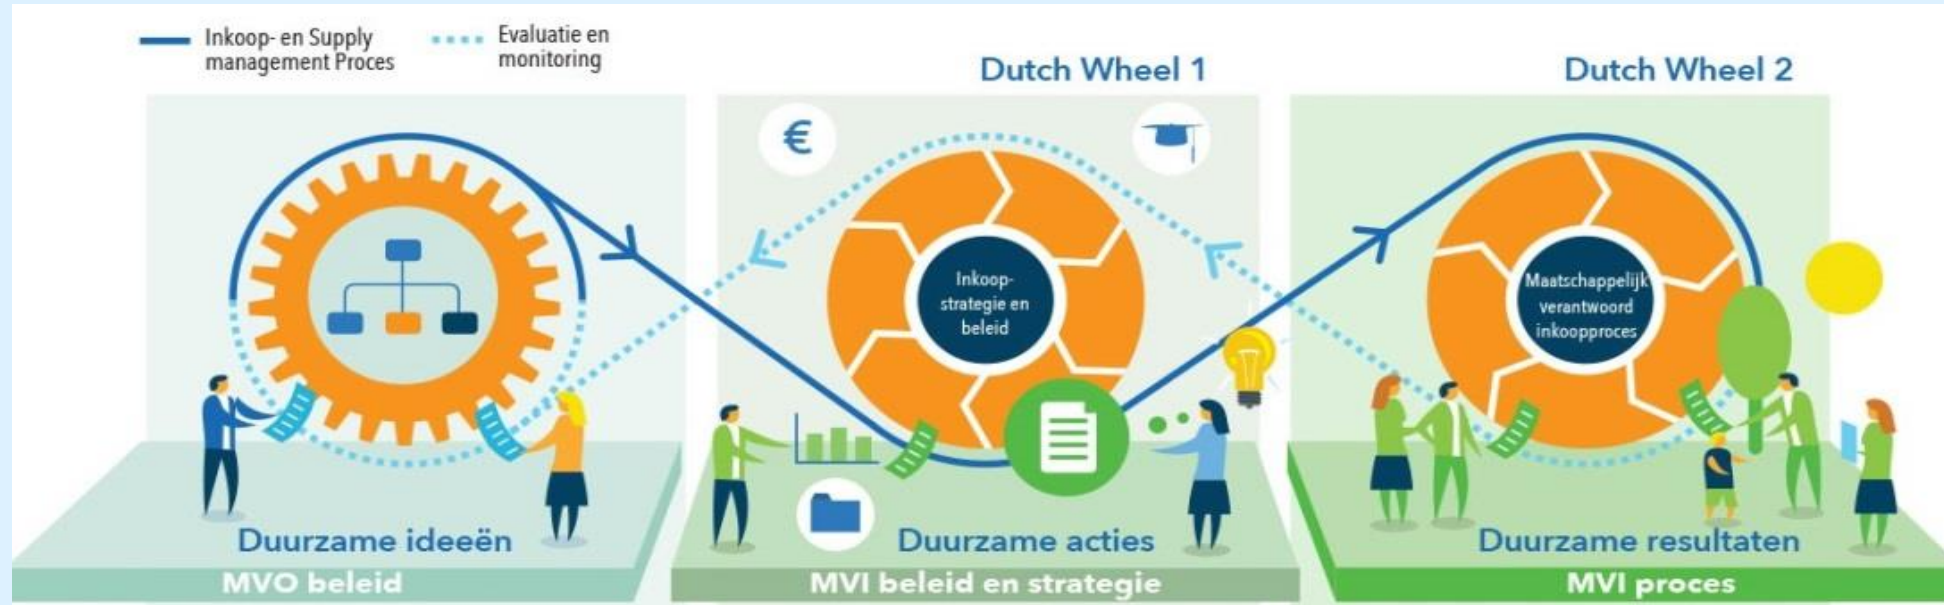 Inkoop- en Supply
management Proces
Evaluatie en
monitoring
Dutch Wheel 1
Dutch Wheel 2
€
Inkoop-
strategie en
beleid
Maatschappelijk
verantwoord
inkoopproces
Duurzame ideeën
Duurzame acties
Duurzame resultaten
MVO beleid
MVI beleid en strategie
MVI proces